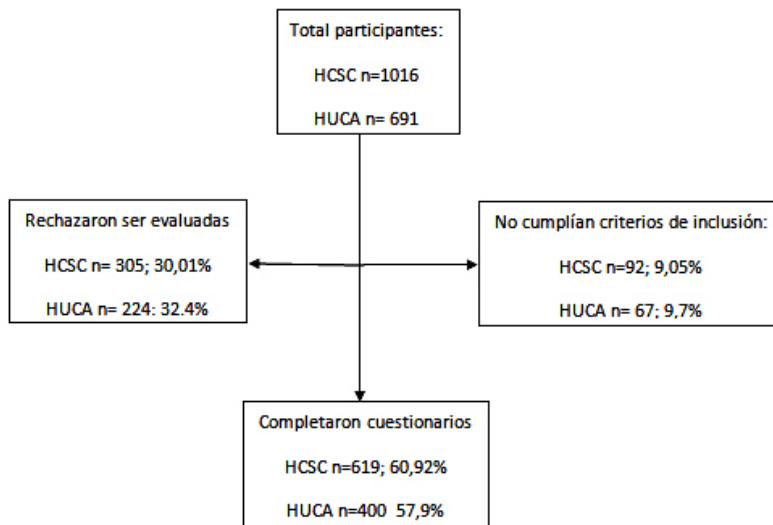 Total participantes:
HCSC n=1016
HUCA n= 691
Rechazaron ser evaluadas
HCSC n= 305; 30,01%
HUCA n= 224: 32.4%
No cumplían criterios de inclusión:
HCSC n=92; 9,05%
HUCA n= 67; 9,7%
Completaron cuestionarios
HCSC n=619; 60,92%
HUCA n=400 57,9%